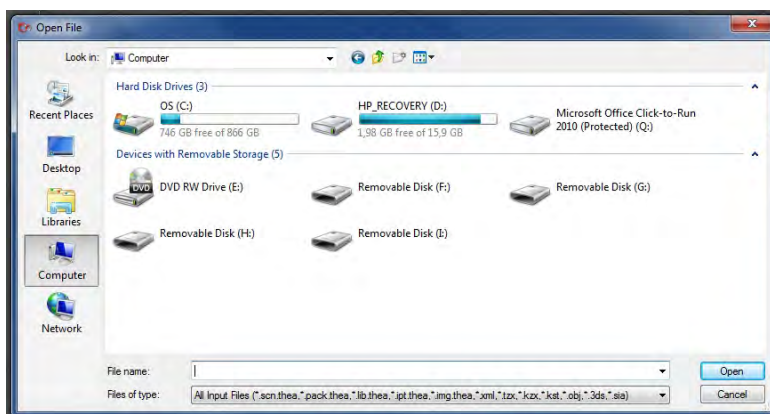 Open File
Look in: Computer
Recent Places
Desktop
Libraries
Computer
Network
Hard Disk Drives (3)
OS (C:)
746 GB free of 866 GB
HP_RECOVERY (D:)
1,98 GB free of 15,9 GB
Microsoft Office Click-to-Run
2010 (Protected) (Q:)
Devices with Removable Storage (5)
DVD
DVD RW Drive (E:)
Removable Disk (F:)
Removable Disk (G:)
Removable Disk (H:)
Removable Disk (I:)
File name:
Open
Files of type: All Input Files (*.scn.thea,*.pack.thea,*.lib.thea,*.ipt.thea,*.img.thea,*.xml,*.tzx,*.kzx,*.kst,*.obj,*.3ds,*.sia)
Cancel